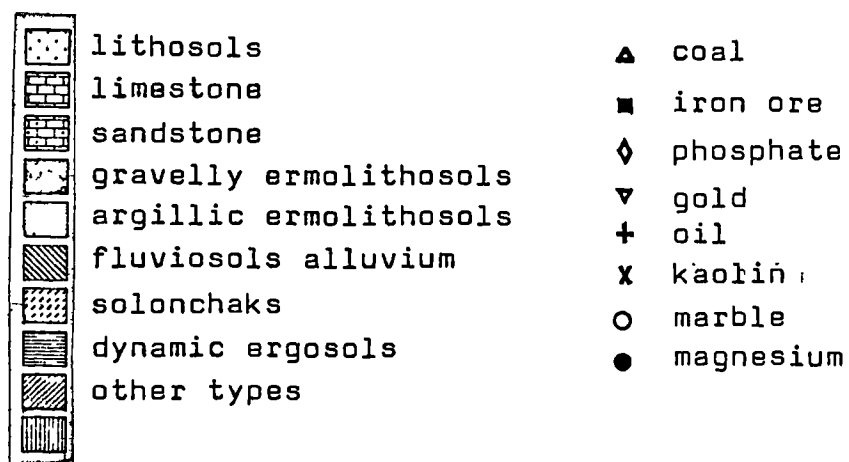 lithosols
limestone
sandstone
gravelly ermolithosols
argillic ermolithosols
fluviosols alluvium
solonchaks
dynamic ergosols
other types
coal
iron ore
phosphate
gold
oil
kaolin
marble
magnesium